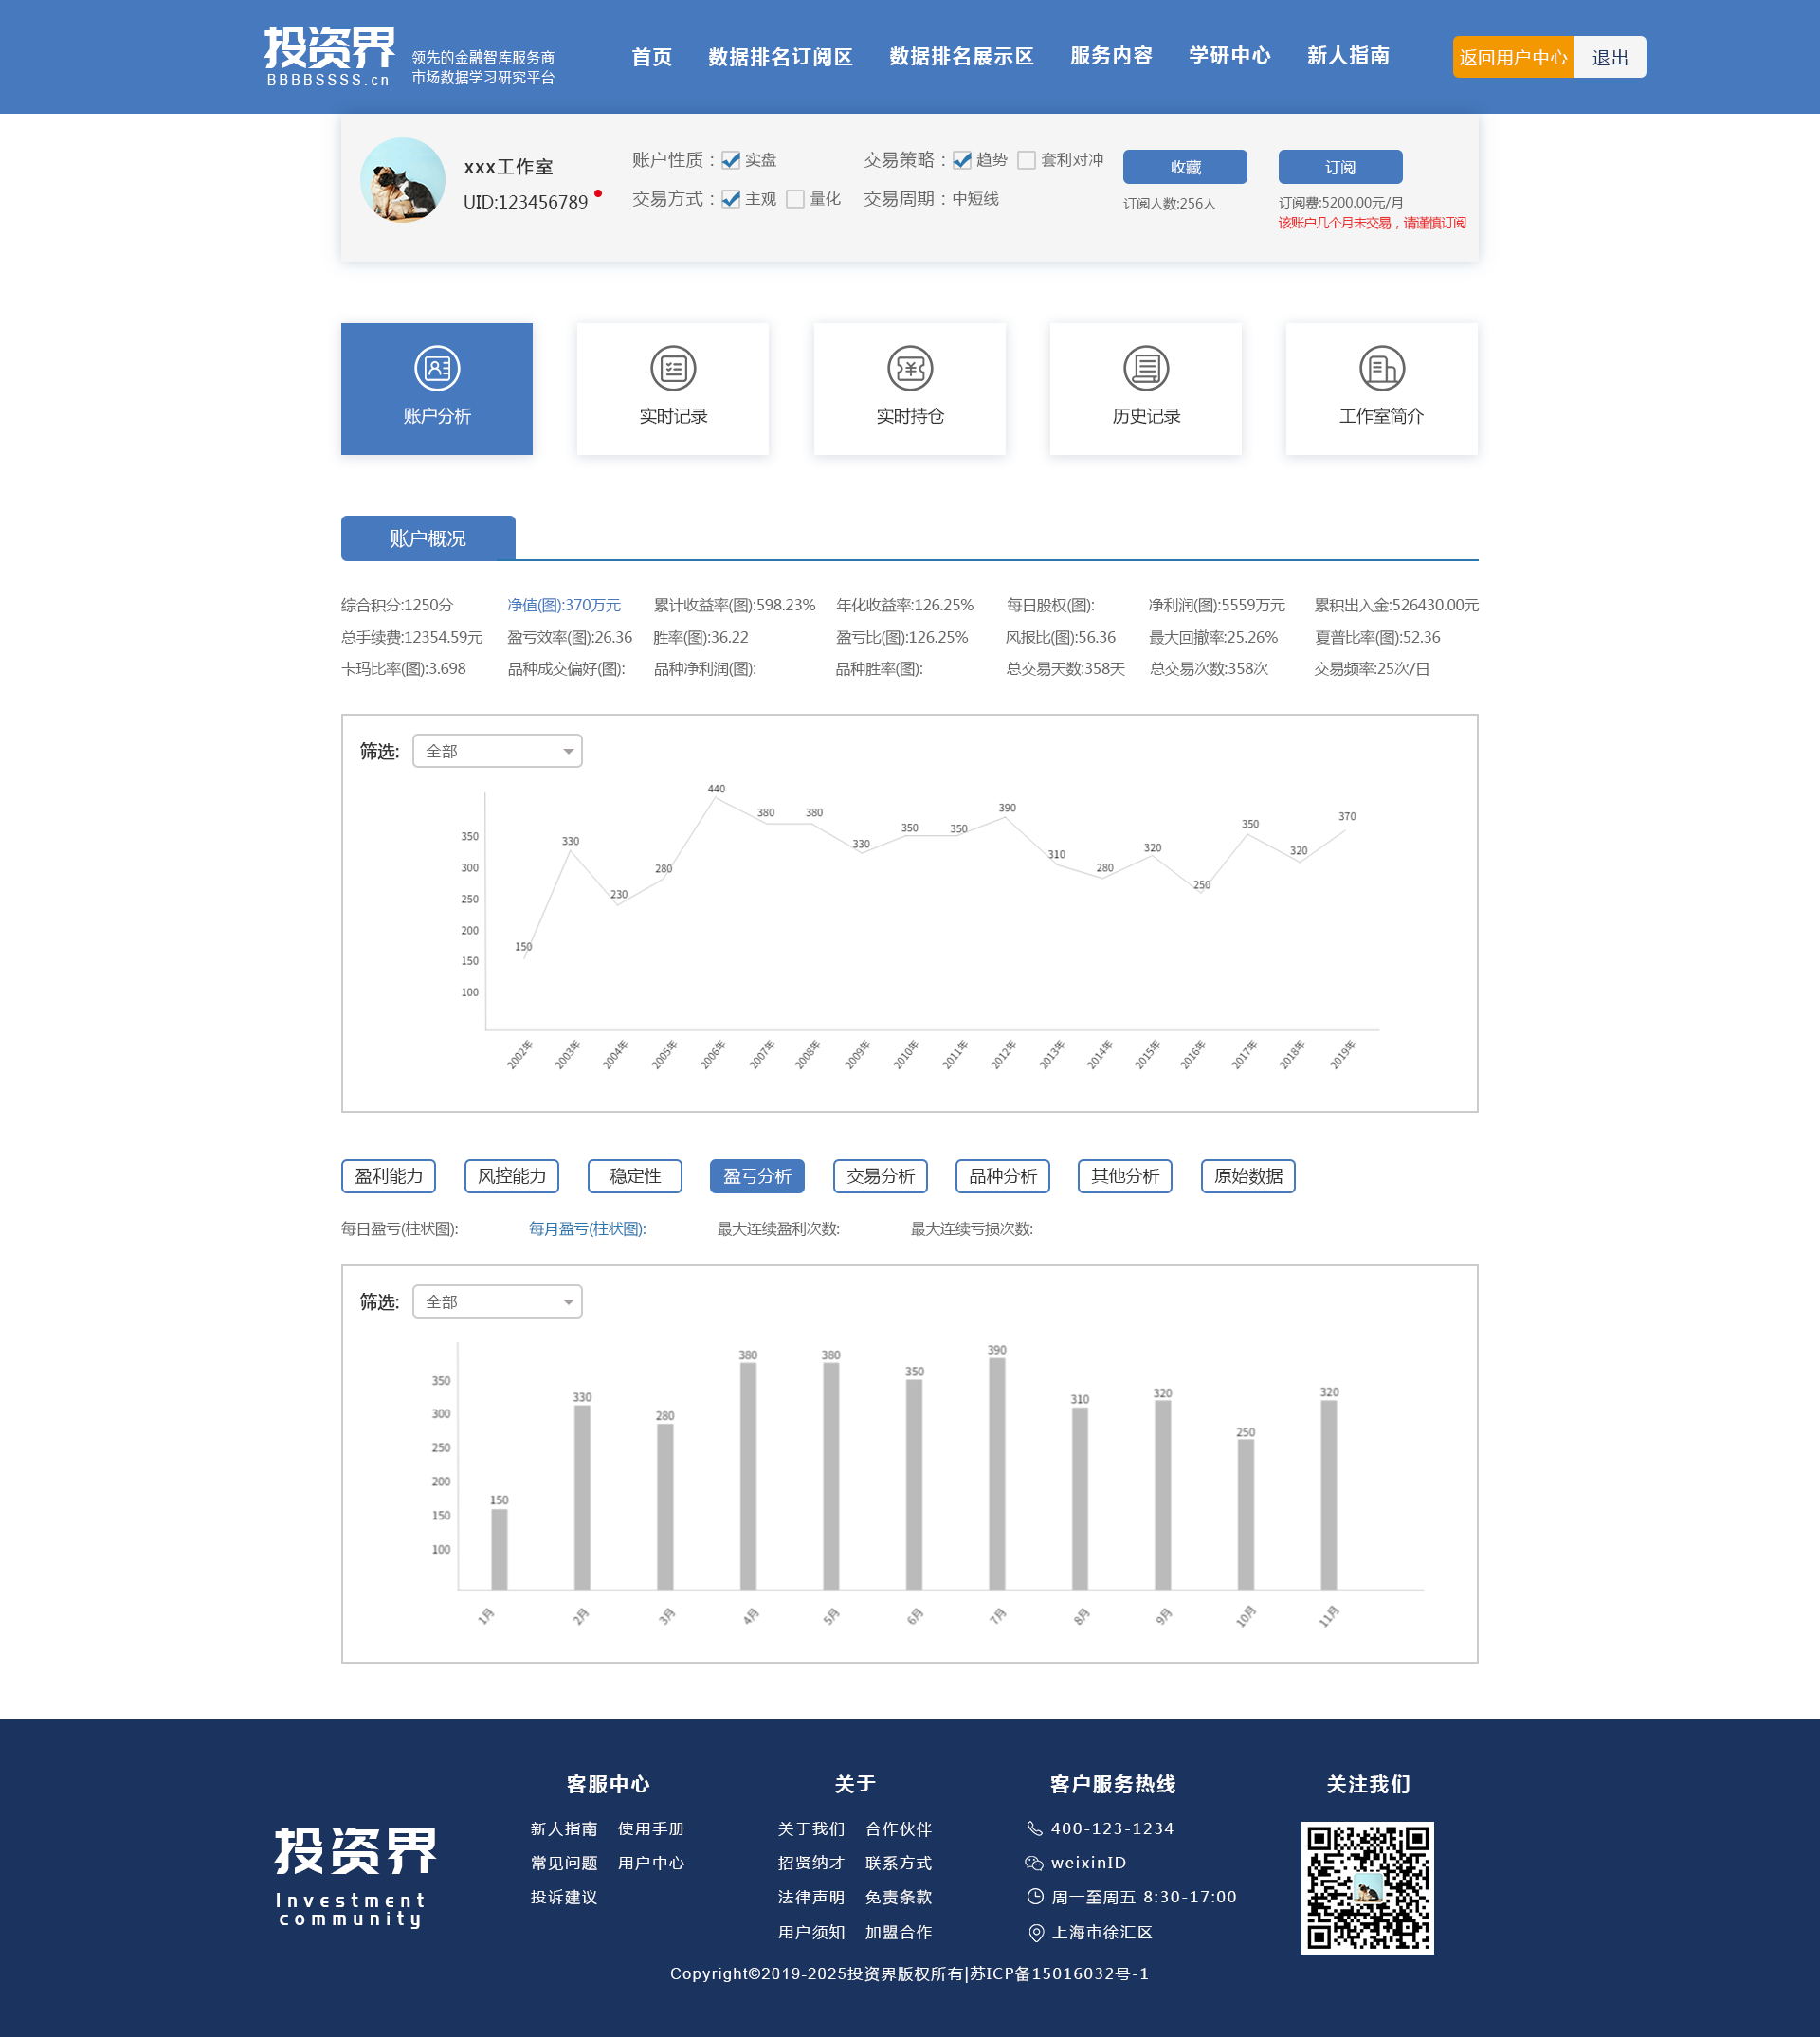 投资界
BBBBSSSS.cn
领先的金融智库服务商
市场数据学习研究平台
首页 数据排名订阅区 数据排名展示区 服务内容 学研中心 新人指南
返回用户中心 退出
xxx工作室
UID:123456789
账户性质：实盘
交易策略：趋势 套利对冲
交易方式：主观 量化
交易周期：中短线
收藏
订阅人数:256人
订阅
订阅费:5200.00元/月
该账户几个月未交易，请谨慎订阅
账户分析 实时记录 实时持仓 历史记录 工作室简介
账户概况
综合积分:1250分 净值(图):370万元 累计收益率(图):598.23% 年化收益率:126.25% 每日股权(图): 净利润(图):5559万元 累积出入金:526430.00元
总手续费:12354.59元 盈亏效率(图):26.36 胜率(图):36.22 盈亏比(图):126.25% 风报比(图):56.36 最大回撤率:25.26% 夏普比率(图):52.36
卡玛比率(图):3.698 品种成交偏好(图): 品种净利润(图): 品种胜率(图): 总交易天数:358天 总交易次数:358次 交易频率:25次/日
筛选: 全部
350
300
250
200
150
100
150 330 230 280 440 380 380 330 350 350 390 310 280 320 250 350 320 370
2002年 2003年 2004年 2005年 2006年 2007年 2008年 2009年 2010年 2011年 2012年 2013年 2014年 2015年 2016年 2017年 2018年 2019年
盈利能力 风控能力 稳定性 盈亏分析 交易分析 品种分析 其他分析 原始数据
每日盈亏(柱状图): 每月盈亏(柱状图): 最大连续盈利次数: 最大连续亏损次数:
筛选: 全部
350
300
250
200
150
100
150 330 280 380 380 350 390 310 320 250 320
1月 2月 3月 4月 5月 6月 7月 8月 9月 10月 11月
投资界
Investment
community
客服中心
新人指南 使用手册
常见问题 用户中心
投诉建议
关于
关于我们 合作伙伴
招贤纳才 联系方式
法律声明 免责条款
用户须知 加盟合作
客户服务热线
400-123-1234
weixinID
周一至周五 8:30-17:00
上海市徐汇区
关注我们
Copyright©2019-2025投资界版权所有|苏ICP备15016032号-1